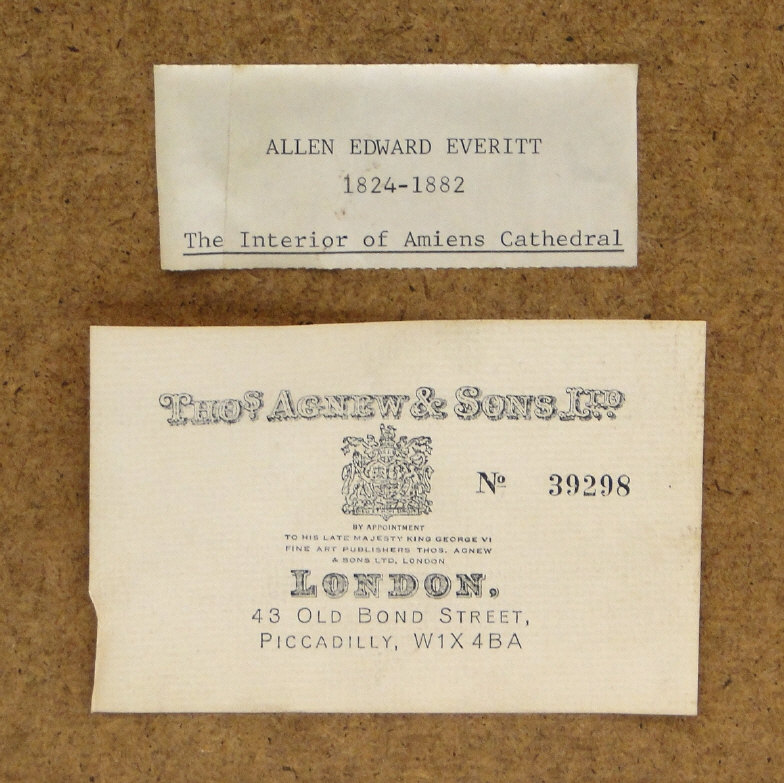 ALLEN EDWARD EVERITT
1824-1882
The Interior of Amiens Cathedral
THOS AGNEW & SONS LTD
No 39298
BY APPOINTMENT
TO HIS LATE MAJESTY KING GEORGE VI
FINE ART PUBLISHERS THOS. AGNEW
& SONS LTD, LONDON
LONDON,
43 OLD BOND STREET,
PICCADILLY, W1X 4BA